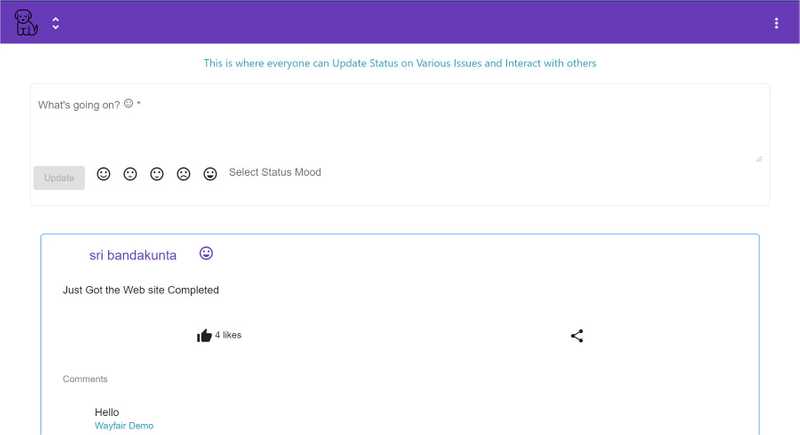 This is where everyone can Update Status on Various Issues and Interact with others
What's going on? *
Update
Select Status Mood
sri bandakunta
Just Got the Web site Completed
4 likes
Comments
Hello
Wayfair Demo